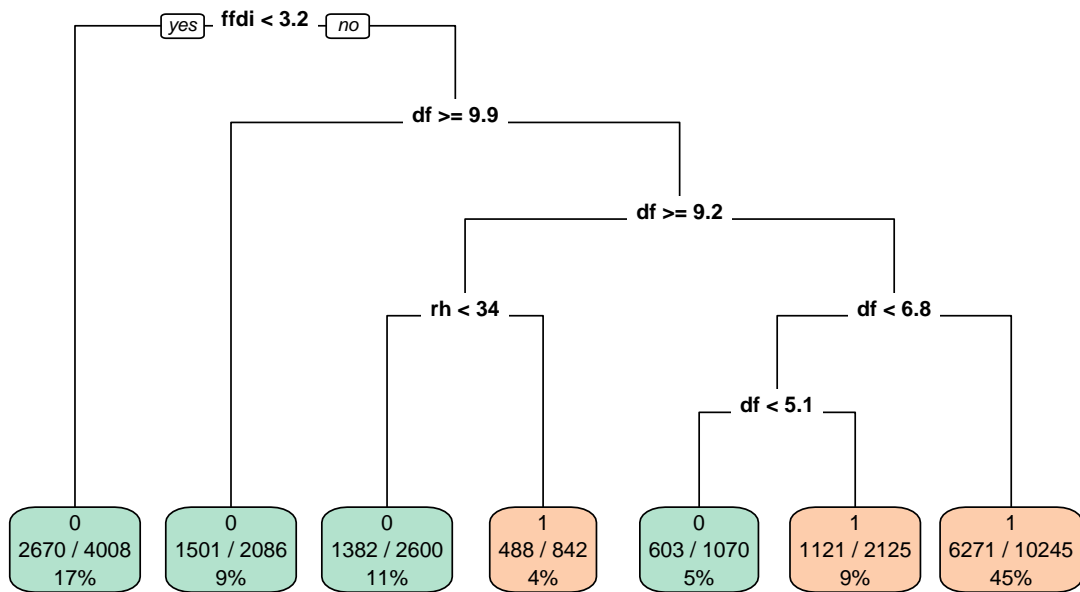 yes ffdi < 3.2 no
df >= 9.9
df >= 9.2
rh < 34
df < 6.8
df < 5.1
0
2670 / 4008
17%
0
1501 / 2086
9%
0
1382 / 2600
11%
1
488 / 842
4%
0
603 / 1070
5%
1
1121 / 2125
9%
1
6271 / 10245
45%